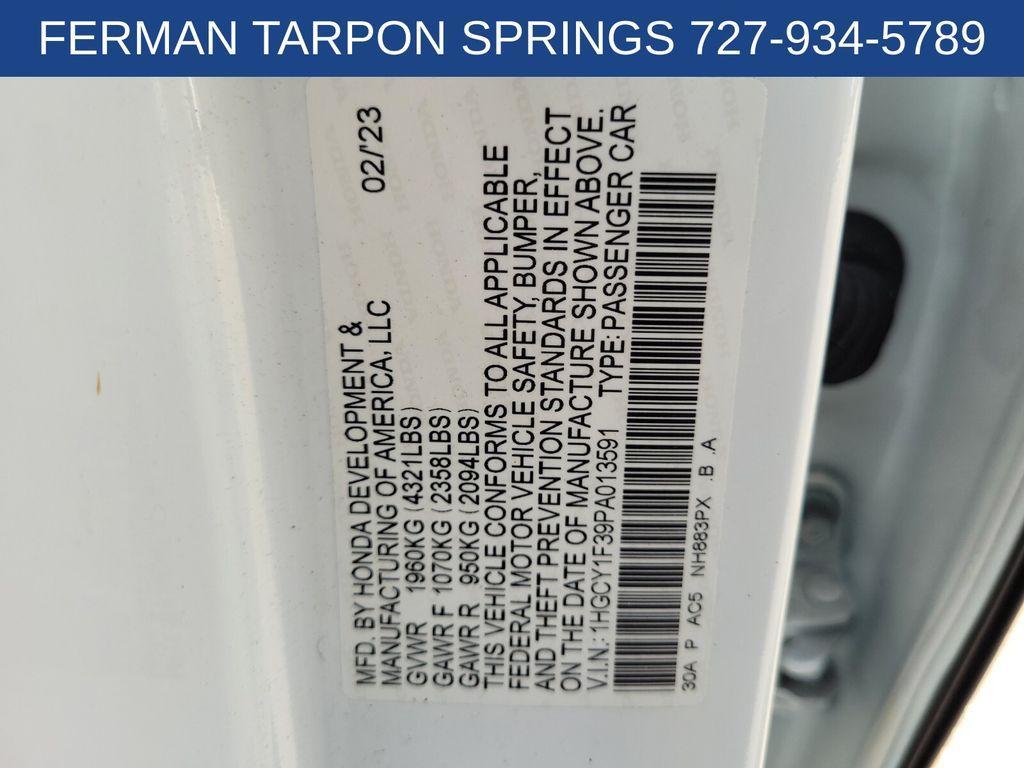 FERMAN TARPON SPRINGS 727-934-5789
MFD. BY HONDA DEVELOPMENT & 
MANUFACTURING OF AMERICA, LLC 02/'23
GVWR 1960KG (4321LBS)
GAWR F 1070KG (2358LBS)
GAWR R 950KG (2094LBS)
THIS VEHICLE CONFORMS TO ALL APPLICABLE
FEDERAL MOTOR VEHICLE SAFETY, BUMPER,
AND THEFT PREVENTION STANDARDS IN EFFECT
ON THE DATE OF MANUFACTURE SHOWN ABOVE.
V.I.N.: 1HGCY1F39PA013591 TYPE: PASSENGER CAR
30A P AC5 NH883PX .B .A